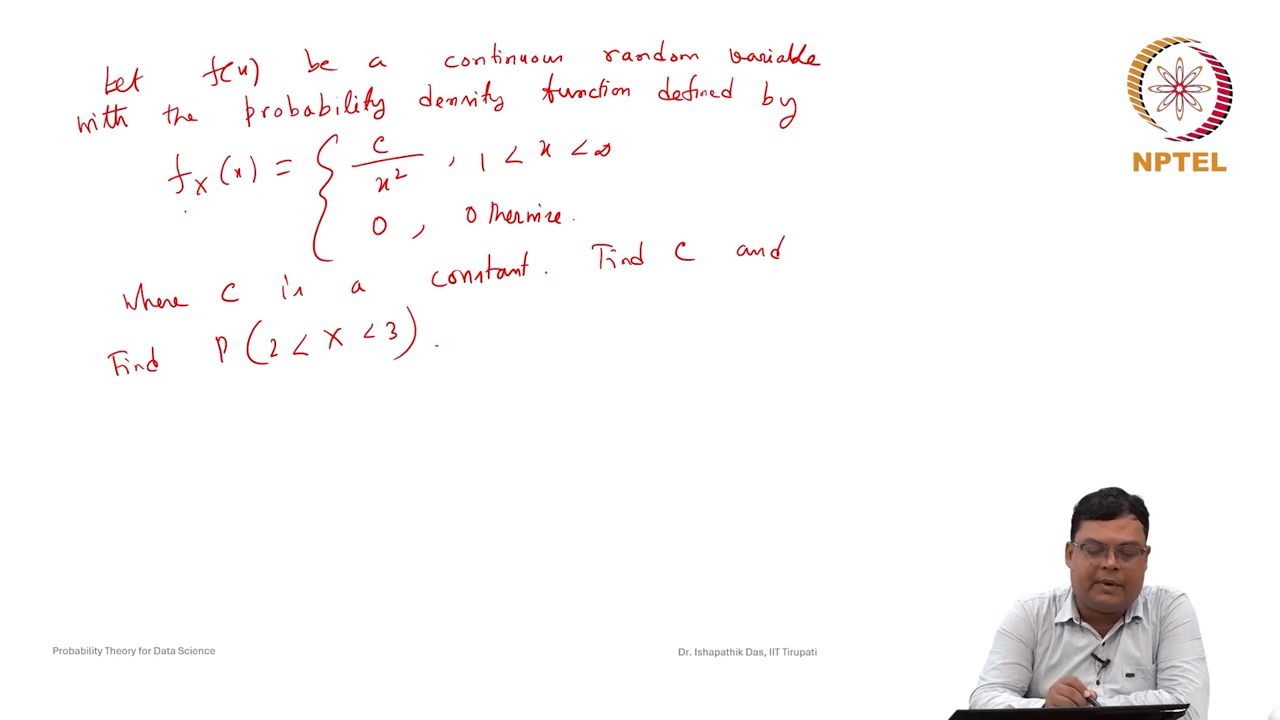 Let f(x) be a continuous random variable
with the probability density function defined by
f_X(x) = { c/x², 1 < x < ∞
0, otherwise.
where c is a constant. Find c and
Find P(2 < X < 3).
NPTEL
Probability Theory for Data Science
Dr. Ishapathik Das, IIT Tirupati